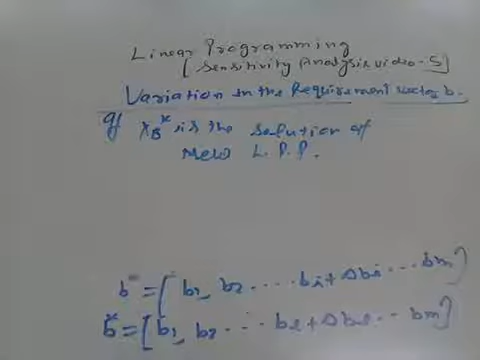 Linear Programming
[Sensitivity Analysis video-5]
Variation in the Requirement vector b.
If X_B* is the solution of
new L.P.P.
b* = [b1, b2 .... bi+Δbi ... bm]
b* = [b1, b2 ... bi+Δbi .. bm]